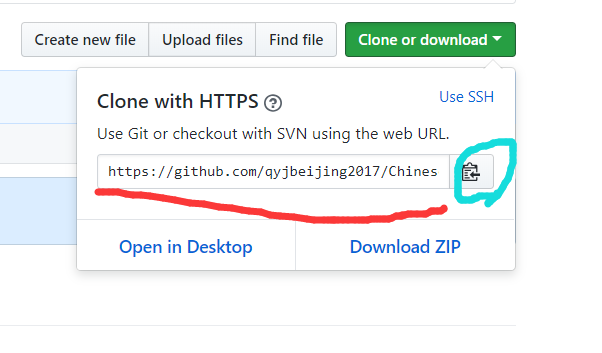 Create new file Upload files Find file Clone or download
Clone with HTTPS ? Use SSH
Use Git or checkout with SVN using the web URL.
https://github.com/qyjbeijing2017/Chines
Open in Desktop Download ZIP